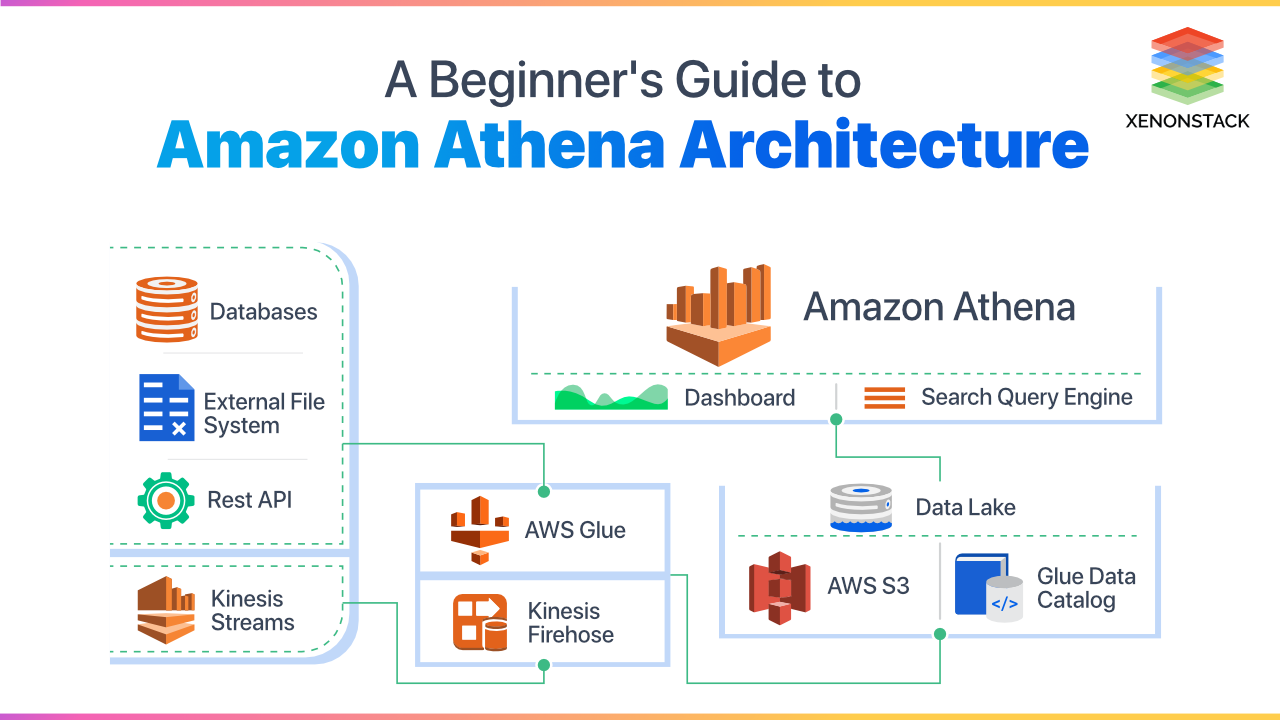 A Beginner's Guide to
Amazon Athena Architecture
XENONSTACK
Databases
External File
System
Rest API
Kinesis
Streams
AWS Glue
Kinesis
Firehose
Amazon Athena
Dashboard
Search Query Engine
Data Lake
AWS S3
Glue Data
Catalog
</>